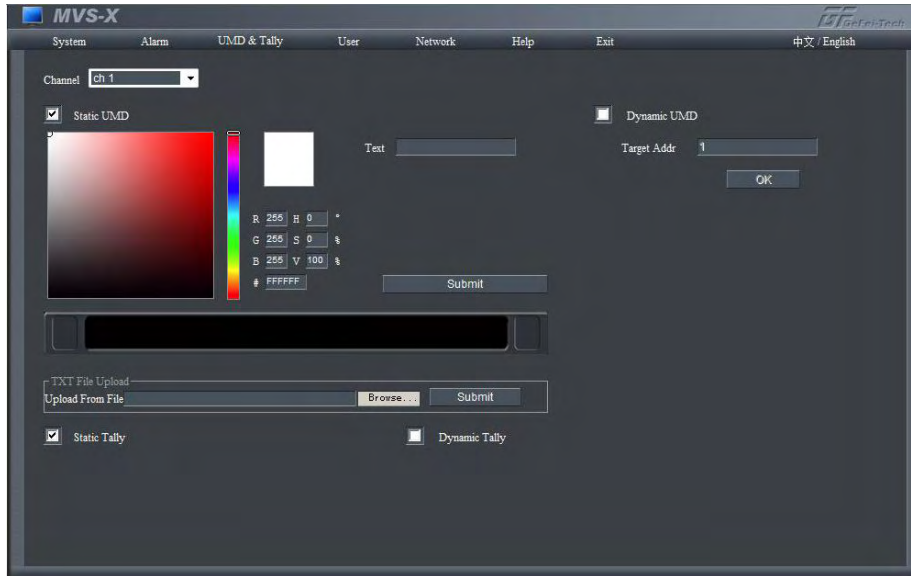 MVS-X
GeFei-Tech
System Alarm UMD & Tally User Network Help Exit 中文 / English
Channel ch 1
Static UMD
Dynamic UMD
Text
Target Addr 1
OK
R 255 H 0 °
G 255 S 0 %
B 255 V 100 %
# FFFFFF
Submit
TXT File Upload
Upload From File Browse... Submit
Static Tally
Dynamic Tally